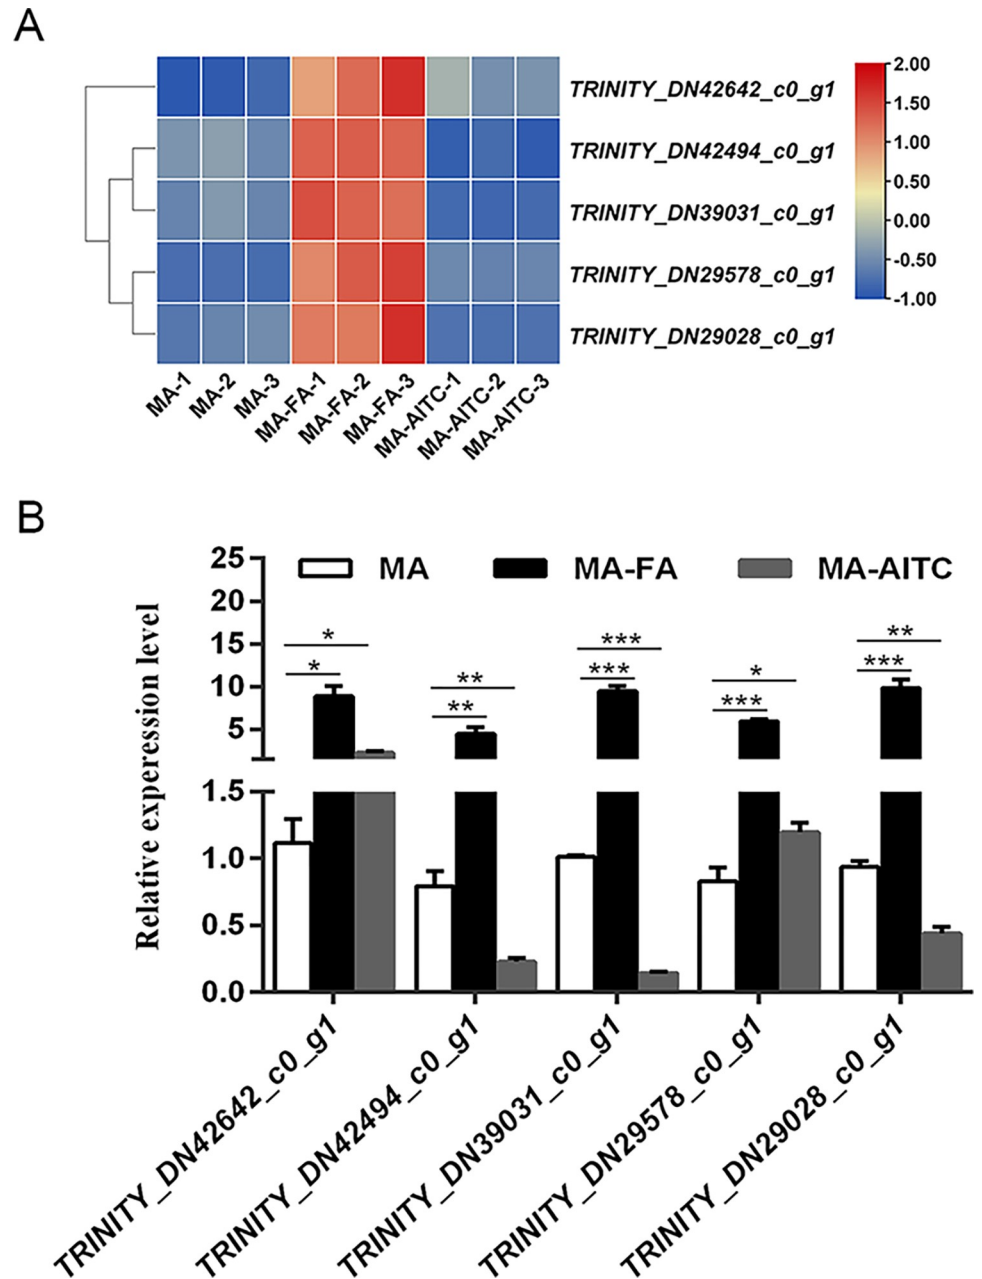 A
TRINITY_DN42642_c0_g1
TRINITY_DN42494_c0_g1
TRINITY_DN39031_c0_g1
TRINITY_DN29578_c0_g1
TRINITY_DN29028_c0_g1
2.00
1.50
1.00
0.50
0.00
-0.50
-1.00
MA-1
MA-2
MA-3
MA-FA-1
MA-FA-2
MA-FA-3
MA-AITC-1
MA-AITC-2
MA-AITC-3
B
Relative experession level
MA
MA-FA
MA-AITC
25
20
15
10
5
1.5
1.0
0.5
0.0
*
*
**
**
***
***
*
***
**
***
TRINITY_DN42642_c0_g1
TRINITY_DN42494_c0_g1
TRINITY_DN39031_c0_g1
TRINITY_DN29578_c0_g1
TRINITY_DN29028_c0_g1